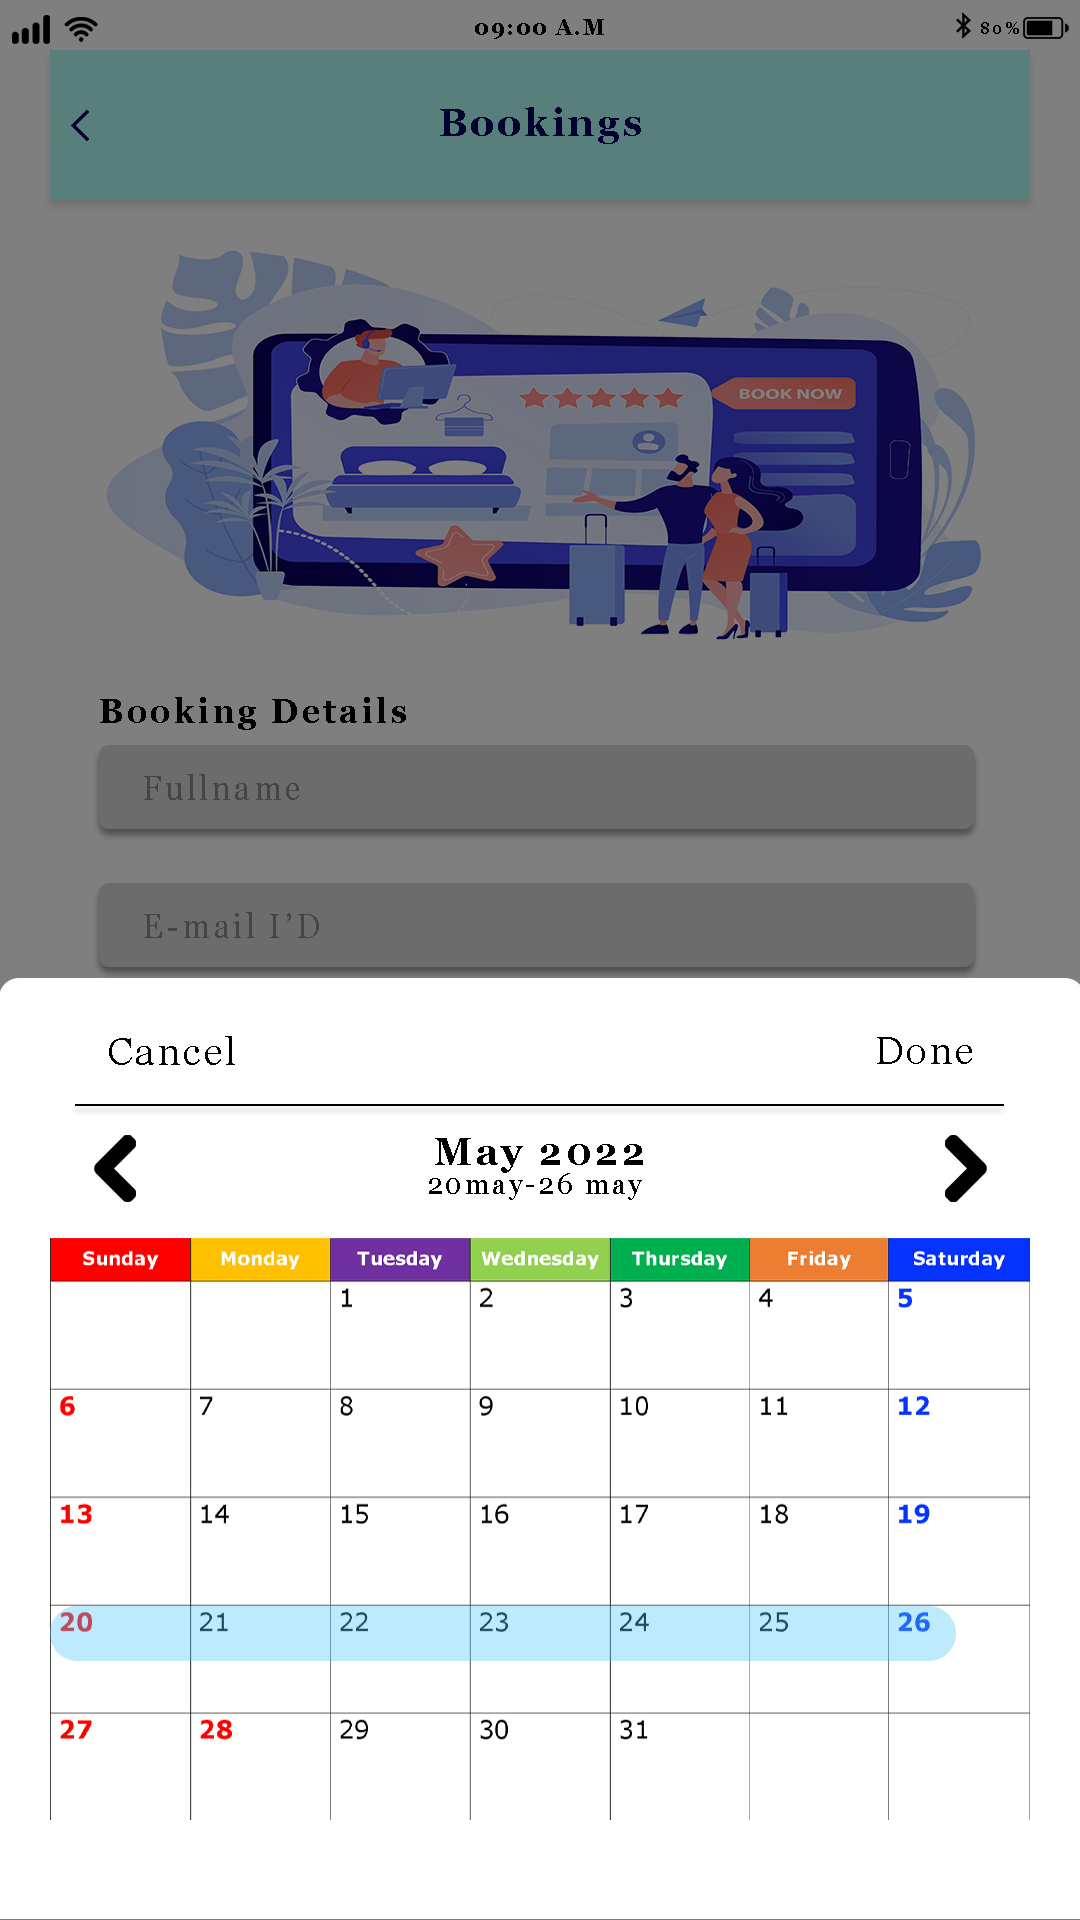 09:00 A.M
80%
Bookings
BOOK NOW
Booking Details
Fullname
E-mail I’D
Cancel
Done
May 2022
20may-26 may
Sunday Monday Tuesday Wednesday Thursday Friday Saturday
1 2 3 4 5
6 7 8 9 10 11 12
13 14 15 16 17 18 19
20 21 22 23 24 25 26
27 28 29 30 31